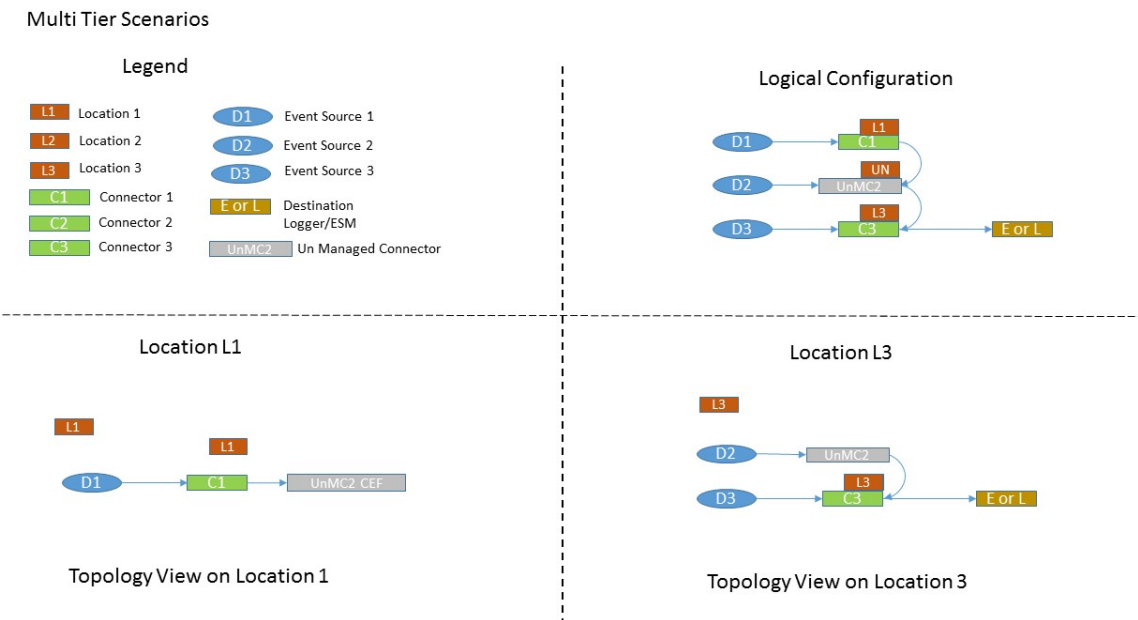 Multi Tier Scenarios
Legend
L1 Location 1
L2 Location 2
L3 Location 3
C1 Connector 1
C2 Connector 2
C3 Connector 3
D1 Event Source 1
D2 Event Source 2
D3 Event Source 3
E or L Destination
Logger/ESM
UnMC2 Un Managed Connector
Logical Configuration
L1
D1 C1
UN
D2 UnMC2
L3
D3 C3 E or L
Location L1
L1
L1
D1 C1 UnMC2 CEF
Topology View on Location 1
Location L3
L3
D2 UnMC2
L3
D3 C3 E or L
Topology View on Location 3